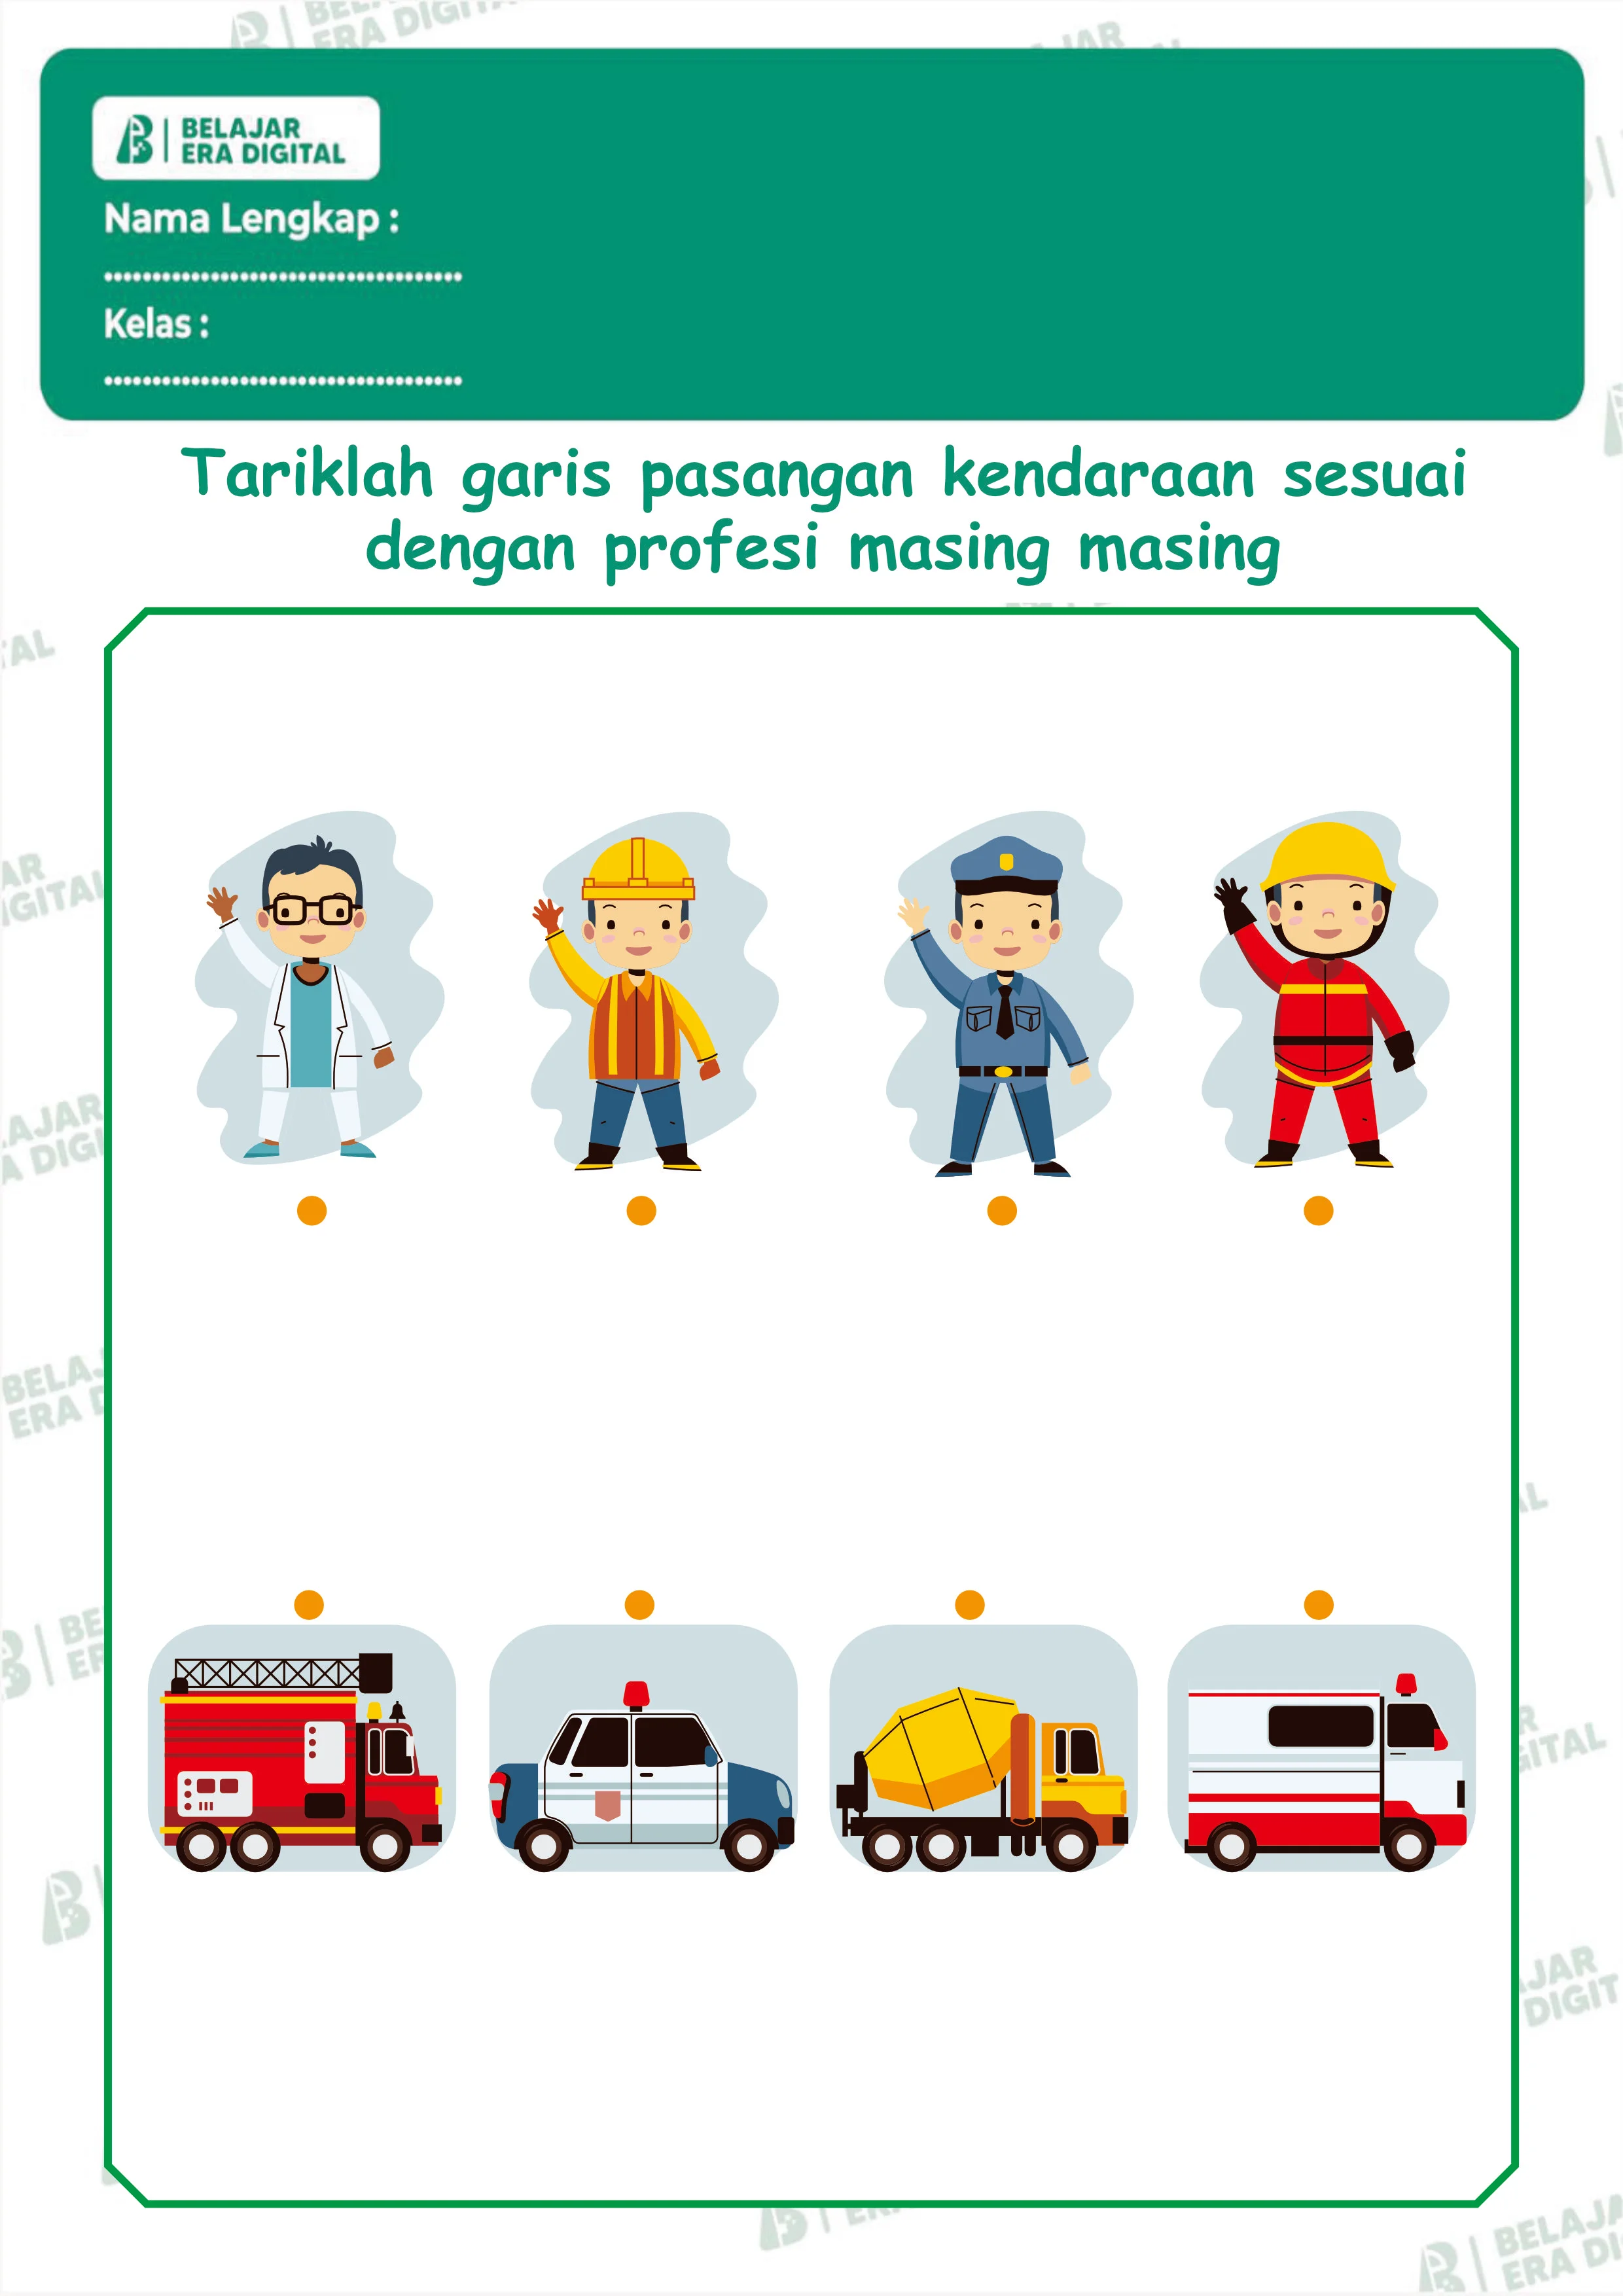 BELAJAR
ERA DIGITAL
Nama Lengkap :
.....................................
Kelas :
.....................................
Tariklah garis pasangan kendaraan sesuai
dengan profesi masing masing